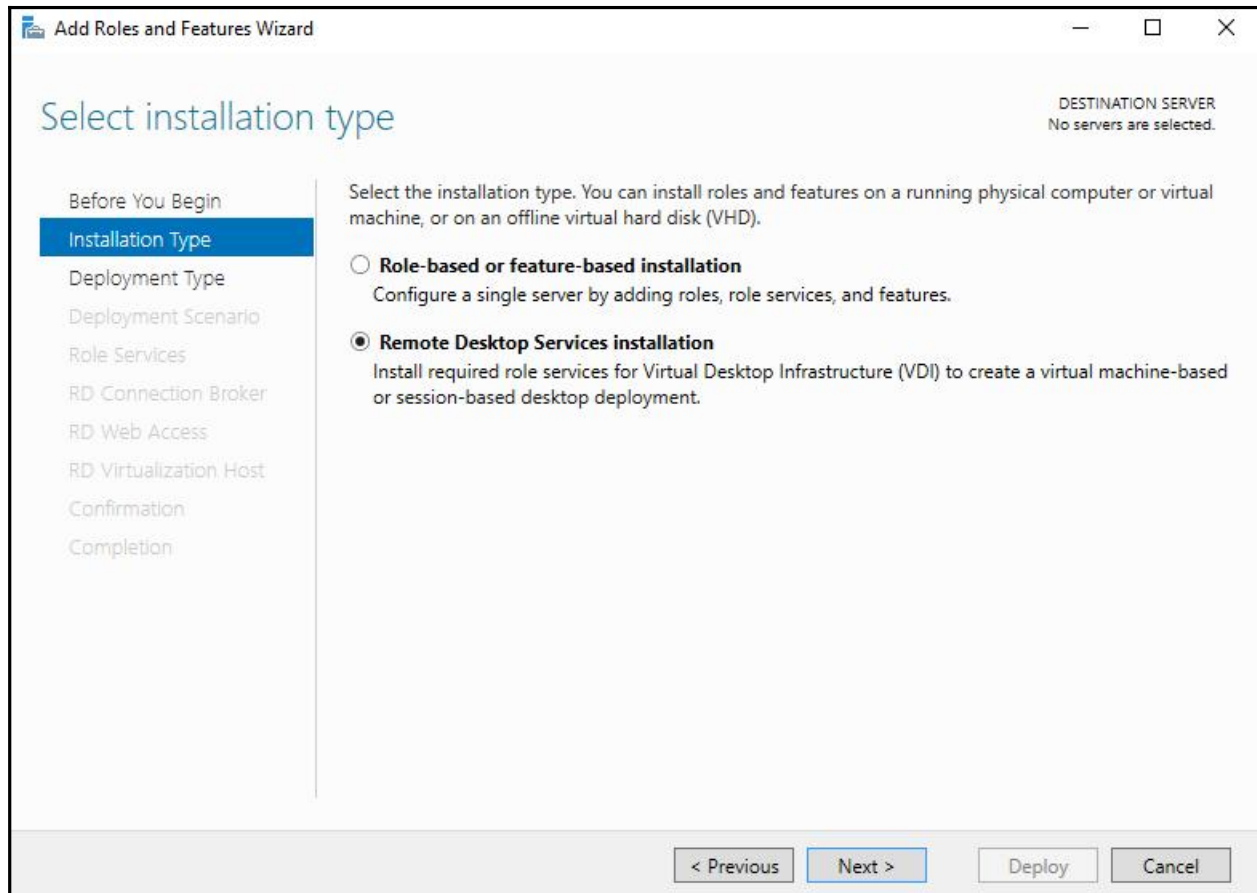 Add Roles and Features Wizard
Select installation type
DESTINATION SERVER
No servers are selected.
Before You Begin
Installation Type
Deployment Type
Deployment Scenario
Role Services
RD Connection Broker
RD Web Access
RD Virtualization Host
Confirmation
Completion
Select the installation type. You can install roles and features on a running physical computer or virtual
machine, or on an offline virtual hard disk (VHD).
Role-based or feature-based installation
Configure a single server by adding roles, role services, and features.
Remote Desktop Services installation
Install required role services for Virtual Desktop Infrastructure (VDI) to create a virtual machine-based
or session-based desktop deployment.
< Previous Next > Deploy Cancel